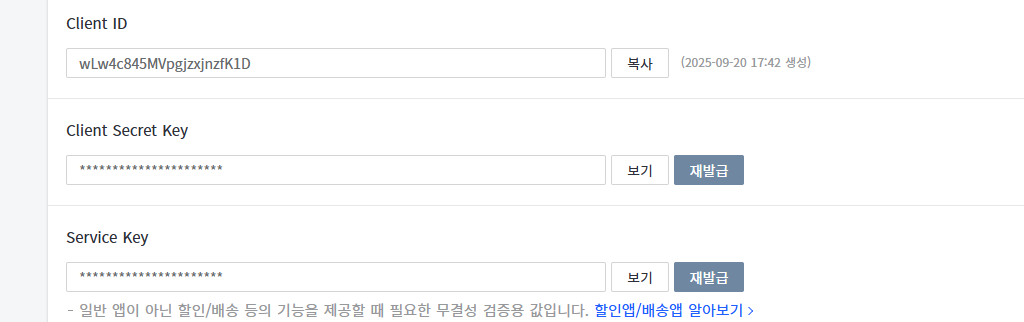 Client ID
wLw4c845MVpgjzxjnzfK1D 복사 (2025-09-20 17:42 생성)
Client Secret Key
********************** 보기 재발급
Service Key
********************** 보기 재발급
- 일반 앱이 아닌 할인/배송 등의 기능을 제공할 때 필요한 무결성 검증용 값입니다. 할인앱/배송앱 알아보기 >